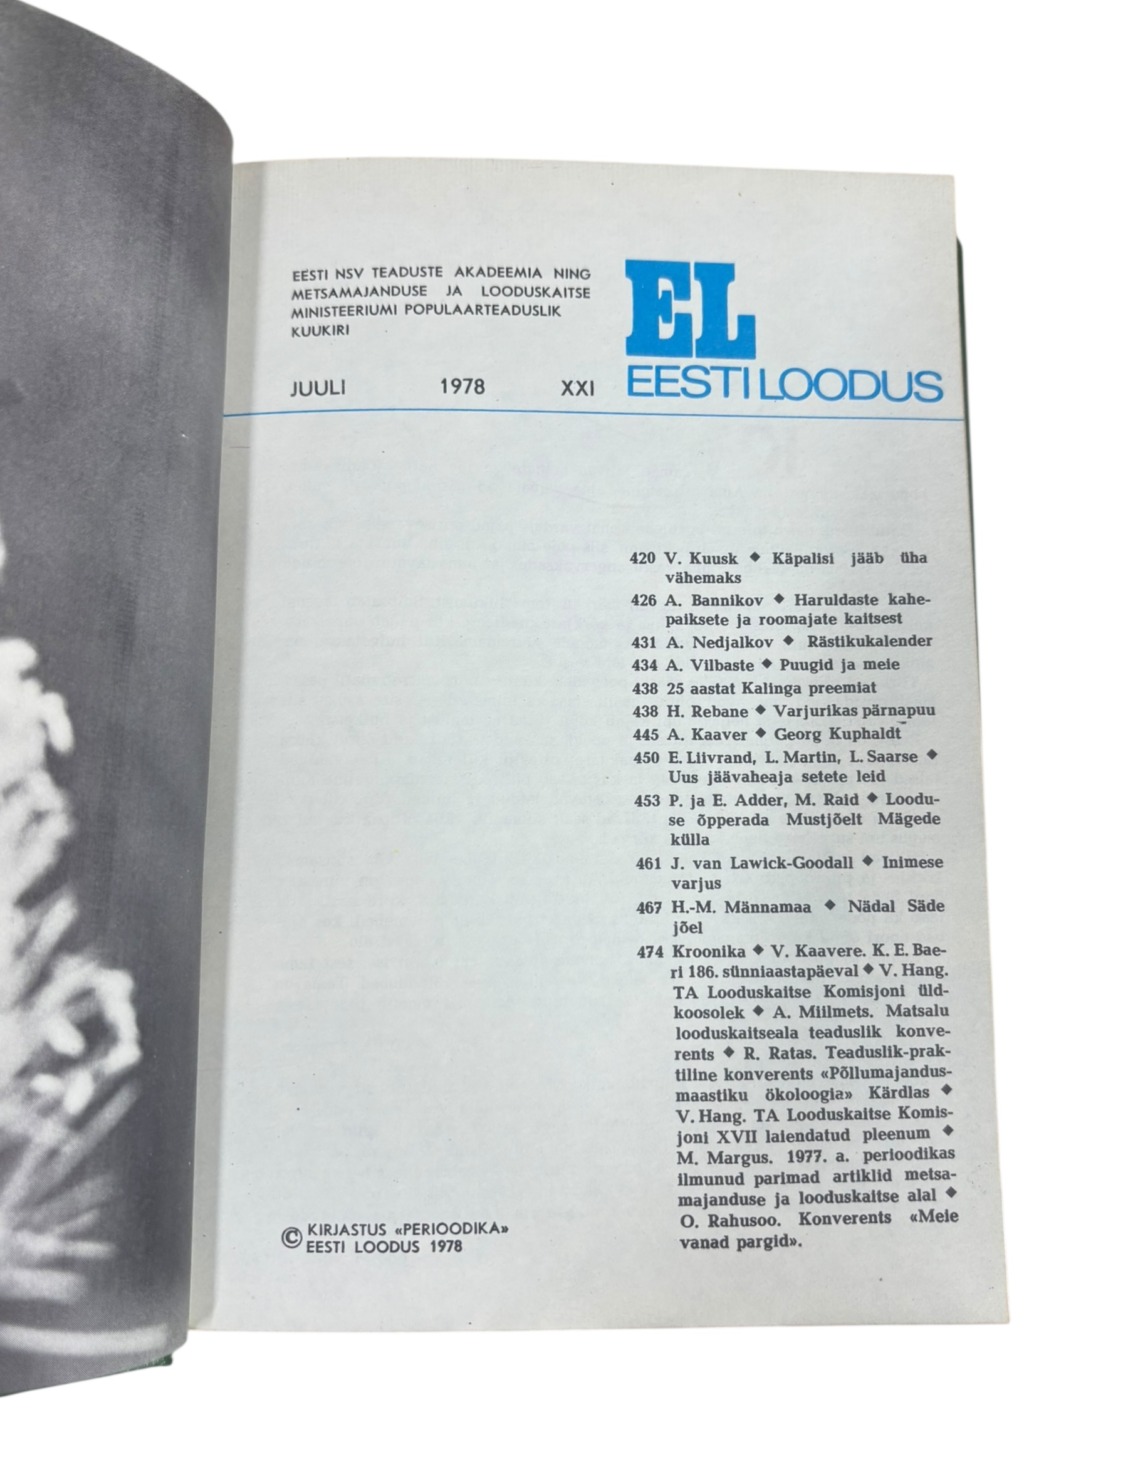 EESTI NSV TEADUSTE AKADEEMIA NING
METSAMAJANDUSE JA LOODUSKAITSE
MINISTEERIUMI POPULAARTEADUSLIK
KUUKIRI
JUULI 1978 XXI
EL
EESTI LOODUS
420 V. Kuusk ◆ Käpalisi jääb üha
vähemaks
426 A. Bannikov ◆ Haruldaste kahe-
paiksete ja roomajate kaitsest
431 A. Nedjalkov ◆ Rästikukalender
434 A. Vilbaste ◆ Puugid ja meie
438 25 aastat Kalinga preemiat
438 H. Rebane ◆ Varjurikas pärnapuu
445 A. Kaaver ◆ Georg Kuphaldt
450 E. Liivrand, L. Martin, L. Saarse ◆
Uus jäävaheaja setete leid
453 P. ja E. Adder, M. Raid ◆ Loodu-
se õpperada Mustjõelt Mägede
külla
461 J. van Lawick-Goodall ◆ Inimese
varjus
467 H.-M. Männamaa ◆ Nädal Säde
jõel
474 Kroonika ◆ V. Kaavere. K. E. Bae-
ri 186. sünniaastapäeval ◆ V. Hang.
TA Looduskaitse Komisjoni üld-
koosolek ◆ A. Miilmets. Matsalu
looduskaitseala teaduslik konve-
rents ◆ R. Ratas. Teaduslik-prak-
tiline konverents «Põllumajandus-
maastiku ökoloogia» Kärdlas ◆
V. Hang. TA Looduskaitse Komis-
joni XVII laiendatud pleenum ◆
M. Margus. 1977. a. perioodikas
ilmunud parimad artiklid metsa-
majanduse ja looduskaitse alal ◆
O. Rahusoo. Konverents «Meie
vanad pargid».
© KIRJASTUS «PERIOODIKA»
EESTI LOODUS 1978